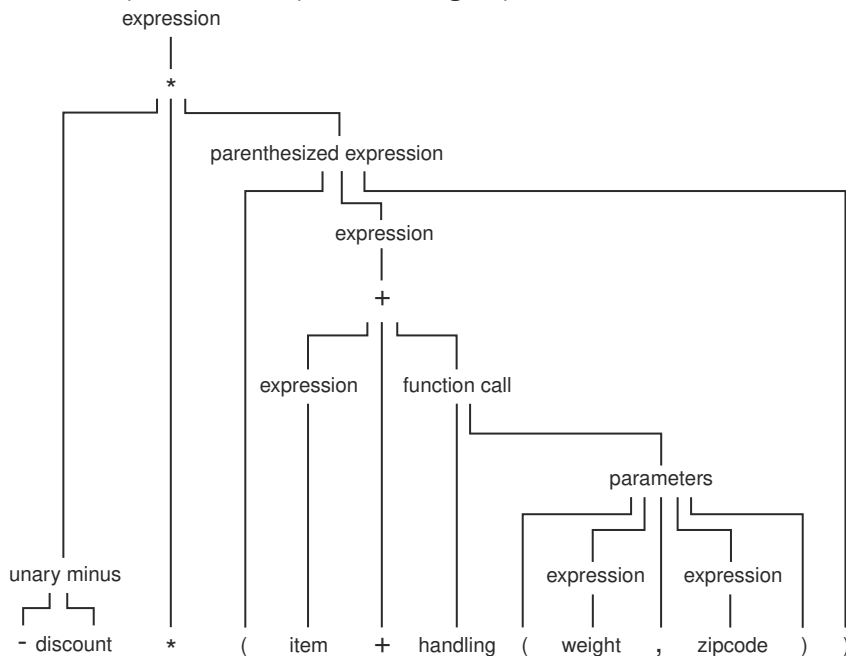 expression
*
parenthesized expression
expression
+
expression function call
parameters
unary minus expression expression
- discount * ( item + handling ( weight , zipcode ) )